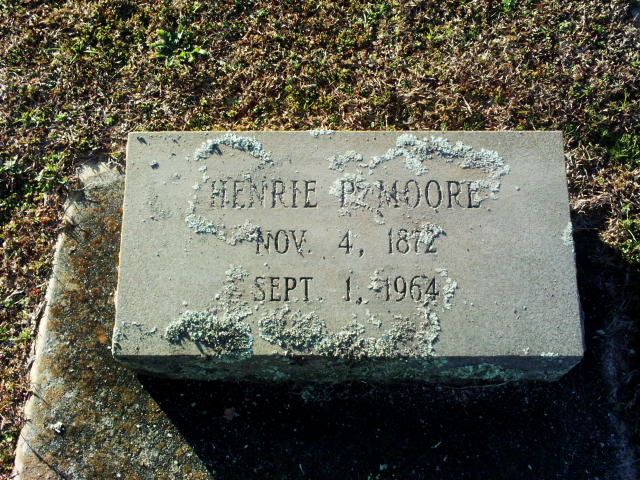 HENRIE P. MOORE
NOV. 4, 1872
SEPT. 1, 1964